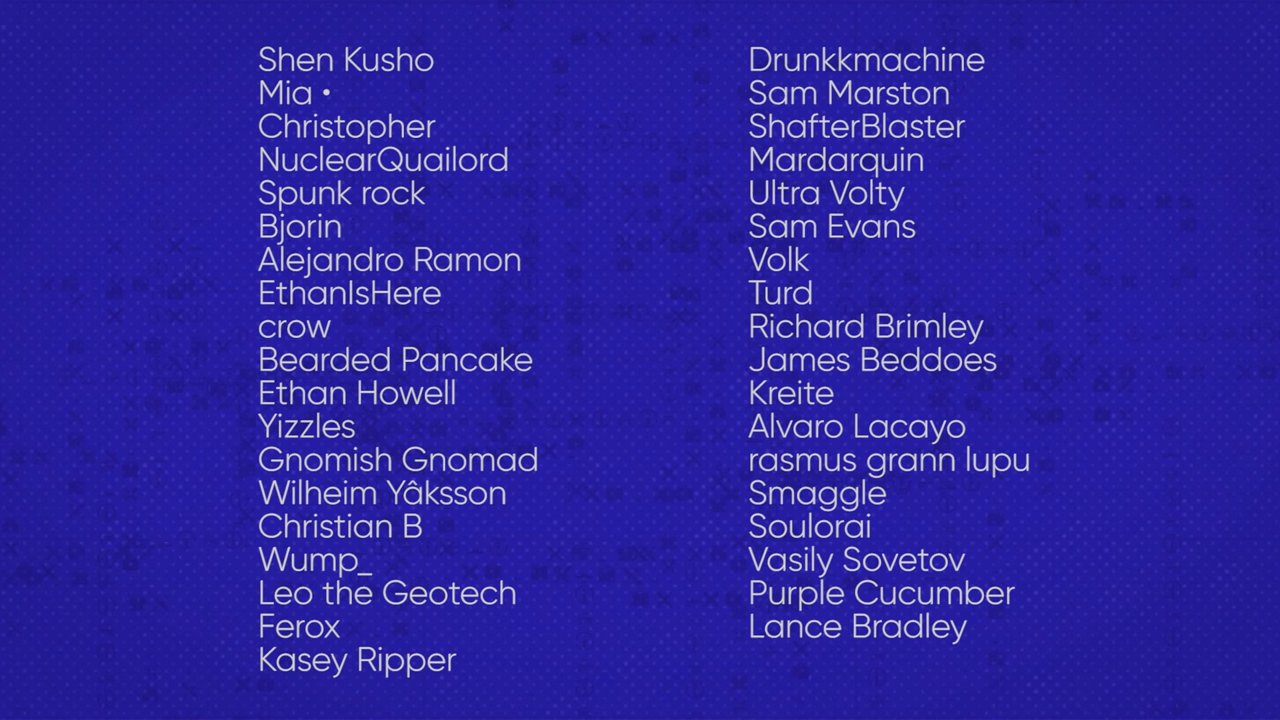 Shen Kusho
Mia •
Christopher
NuclearQuailord
Spunk rock
Bjorin
Alejandro Ramon
EthanIsHere
crow
Bearded Pancake
Ethan Howell
Yizzles
Gnomish Gnomad
Wilheim Yâksson
Christian B
Wump_
Leo the Geotech
Ferox
Kasey Ripper
Drunkkmachine
Sam Marston
ShafterBlaster
Mardarquin
Ultra Volty
Sam Evans
Volk
Turd
Richard Brimley
James Beddoes
Kreite
Alvaro Lacayo
rasmus grann lupu
Smaggle
Soulorai
Vasily Sovetov
Purple Cucumber
Lance Bradley